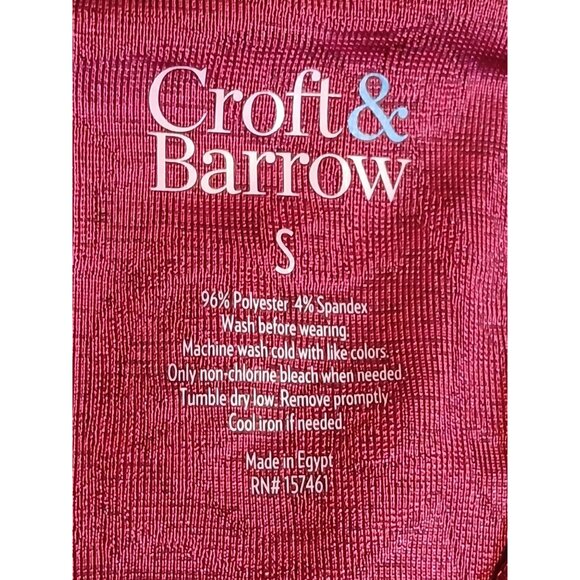 Croft &
Barrow
S
96% Polyester 4% Spandex
Wash before wearing.
Machine wash cold with like colors.
Only non-chlorine bleach when needed.
Tumble dry low. Remove promptly.
Cool iron if needed.
Made in Egypt
RN# 157461